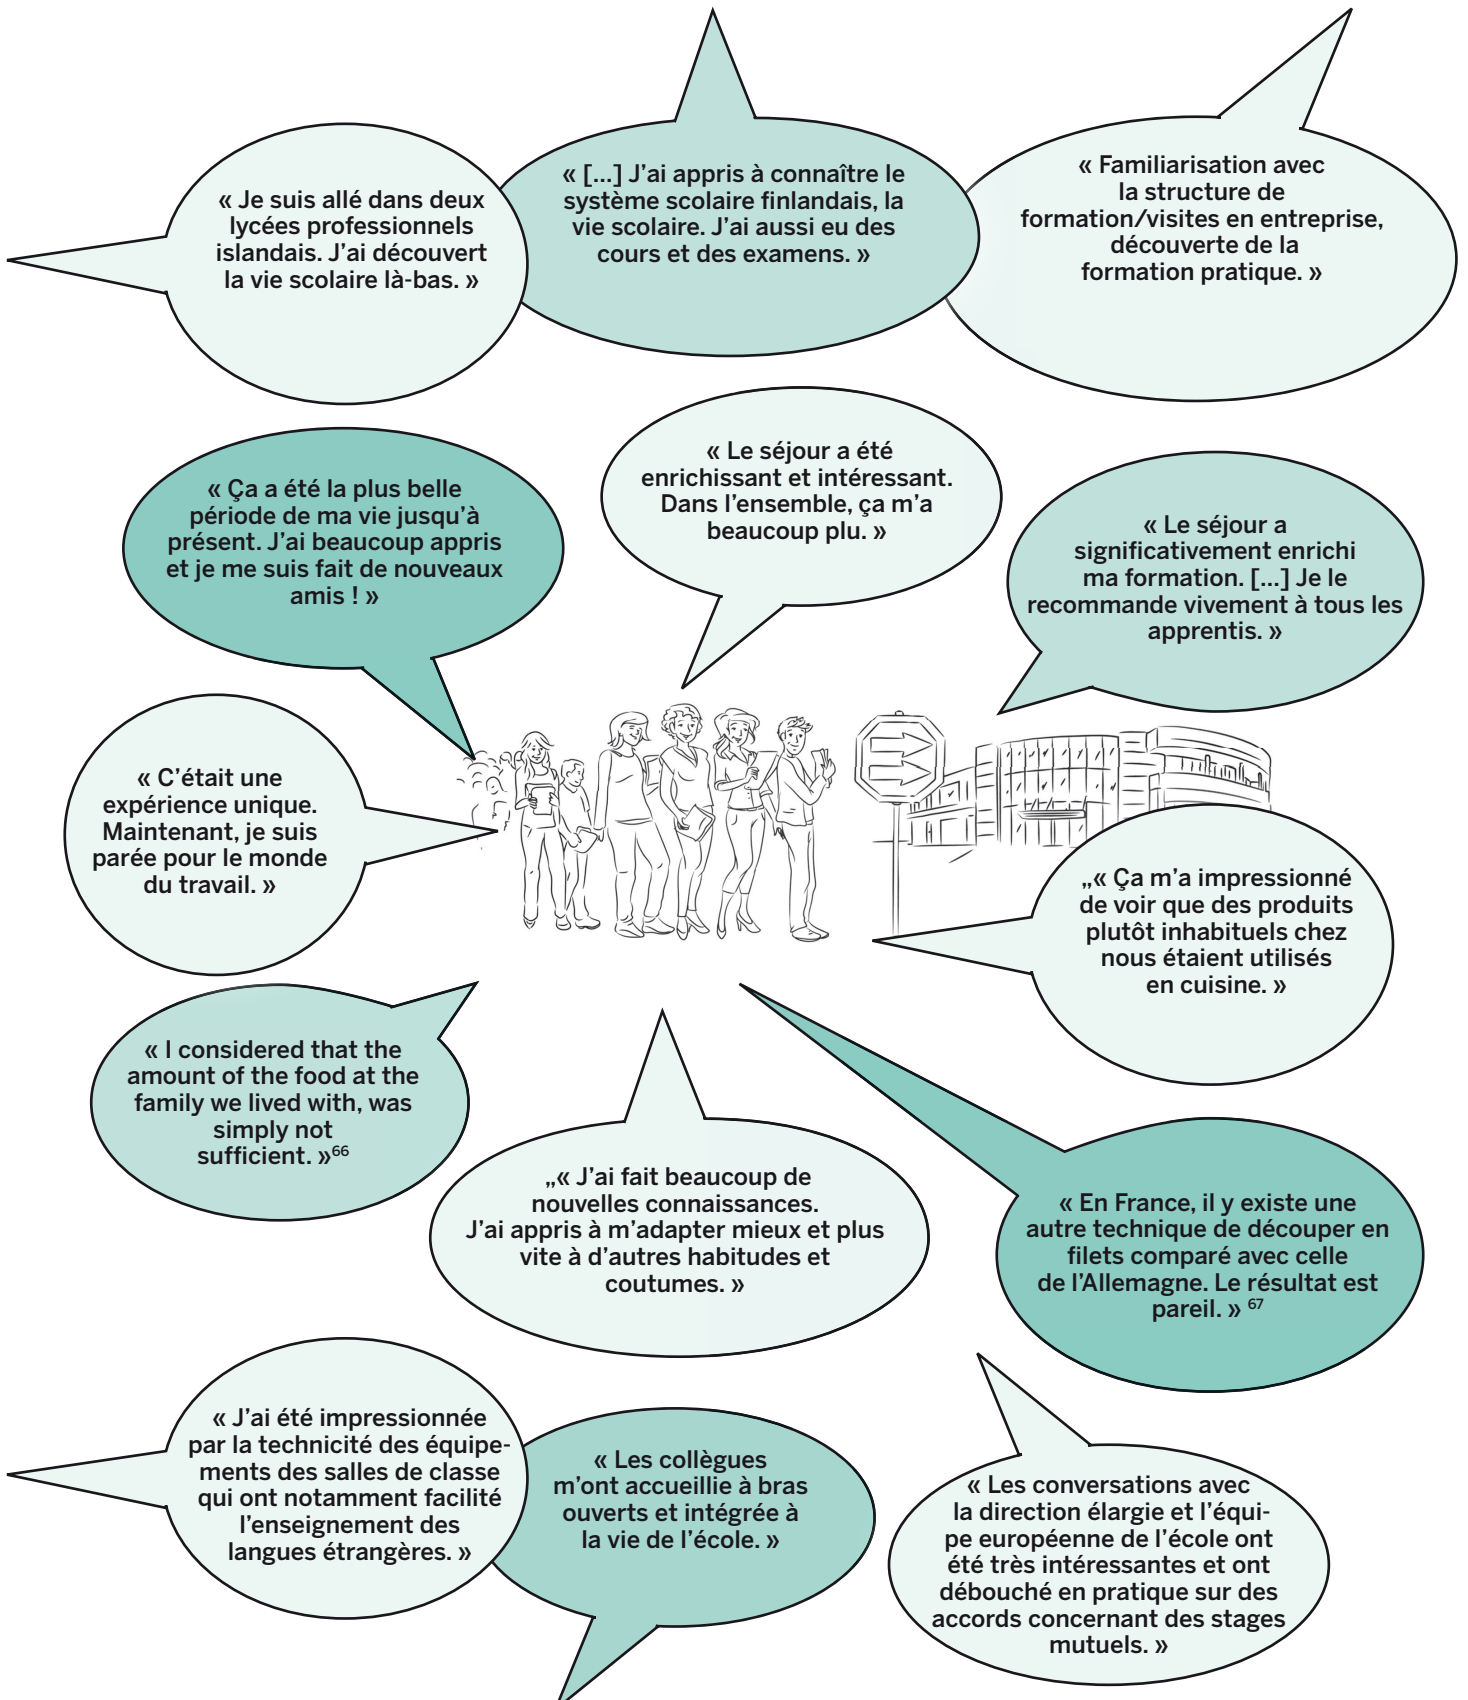 « Je suis allé dans deux
lycées professionnels
islandais. J’ai découvert
la vie scolaire là-bas. »
« [...] J’ai appris à connaître le
système scolaire finlandais, la
vie scolaire. J’ai aussi eu des
cours et des examens. »
« Familiarisation avec
la structure de
formation/visites en entreprise,
découverte de la
formation pratique. »
« Ça a été la plus belle
période de ma vie jusqu’à
présent. J’ai beaucoup appris
et je me suis fait de nouveaux
amis ! »
« Le séjour a été
enrichissant et intéressant.
Dans l’ensemble, ça m’a
beaucoup plu. »
« Le séjour a
significativement enrichi
ma formation. [...] Je le
recommande vivement à tous les
apprentis. »
« C’était une
expérience unique.
Maintenant, je suis
parée pour le monde
du travail. »
„« Ça m’a impressionné
de voir que des produits
plutôt inhabituels chez
nous étaient utilisés
en cuisine. »
« I considered that the
amount of the food at the
family we lived with, was
simply not
sufficient. »66
„« J’ai fait beaucoup de
nouvelles connaissances.
J’ai appris à m’adapter mieux et plus
vite à d’autres habitudes et
coutumes. »
« En France, il y existe une
autre technique de découper en
filets comparé avec celle
de l’Allemagne. Le résultat est
pareil. » 67
« J’ai été impressionnée
par la technicité des équipe-
ments des salles de classe
qui ont notamment facilité
l’enseignement des
langues étrangères. »
« Les collègues
m’ont accueillie à bras
ouverts et intégrée à
la vie de l’école. »
« Les conversations avec
la direction élargie et l’équi-
pe européenne de l’école ont
été très intéressantes et ont
débouché en pratique sur des
accords concernant des stages
mutuels. »